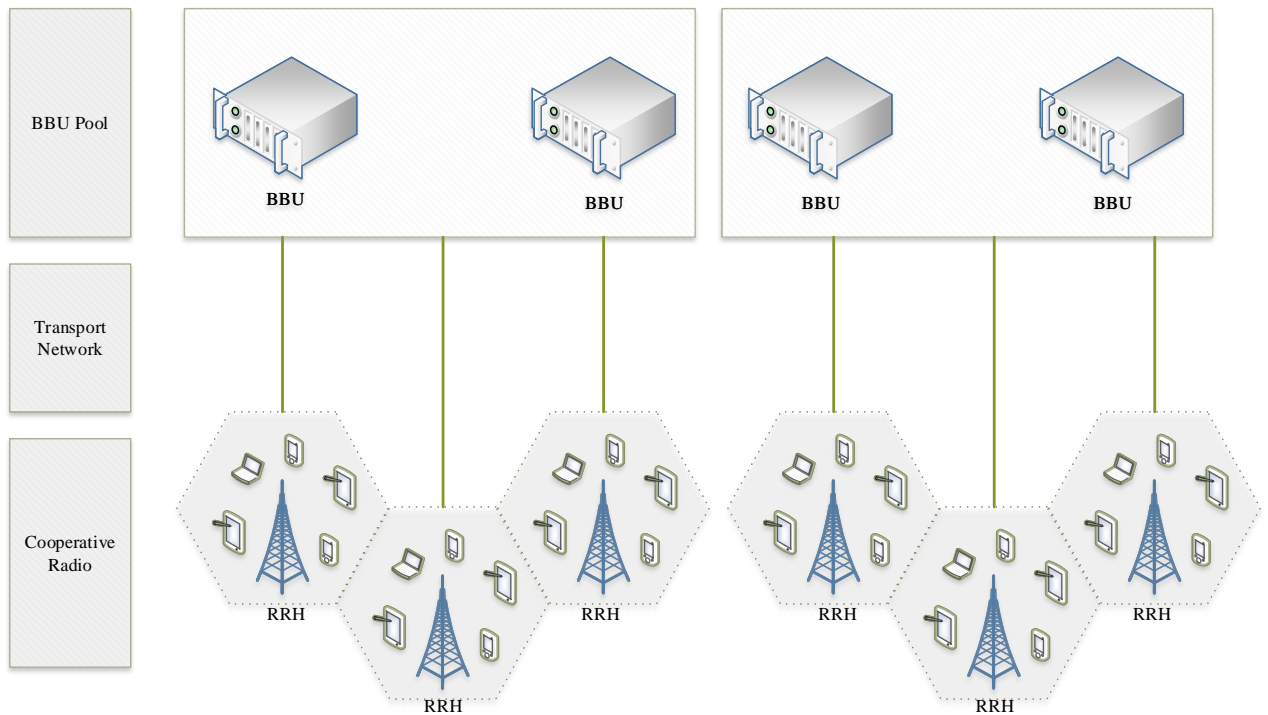 BBU Pool
BBU
BBU
BBU
BBU
Transport
Network
Cooperative
Radio
RRH
RRH
RRH
RRH
RRH
RRH